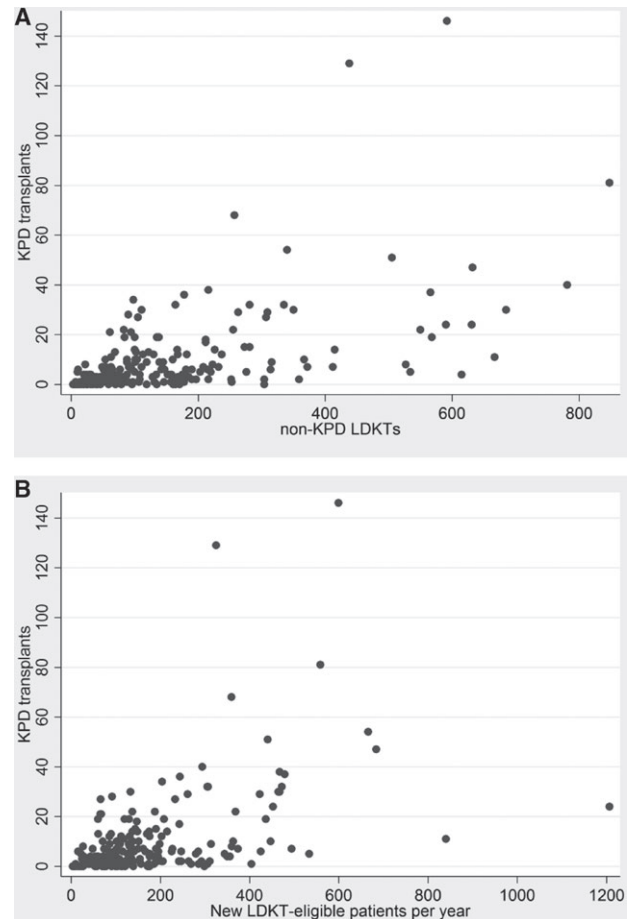 A
KPD transplants
140
120
100
80
60
40
20
0
0 200 400 600 800
non-KPD LDKTs
B
KPD transplants
140
120
100
80
60
40
20
0
0 200 400 600 800 1000 1200
New LDKT-eligible patients per year